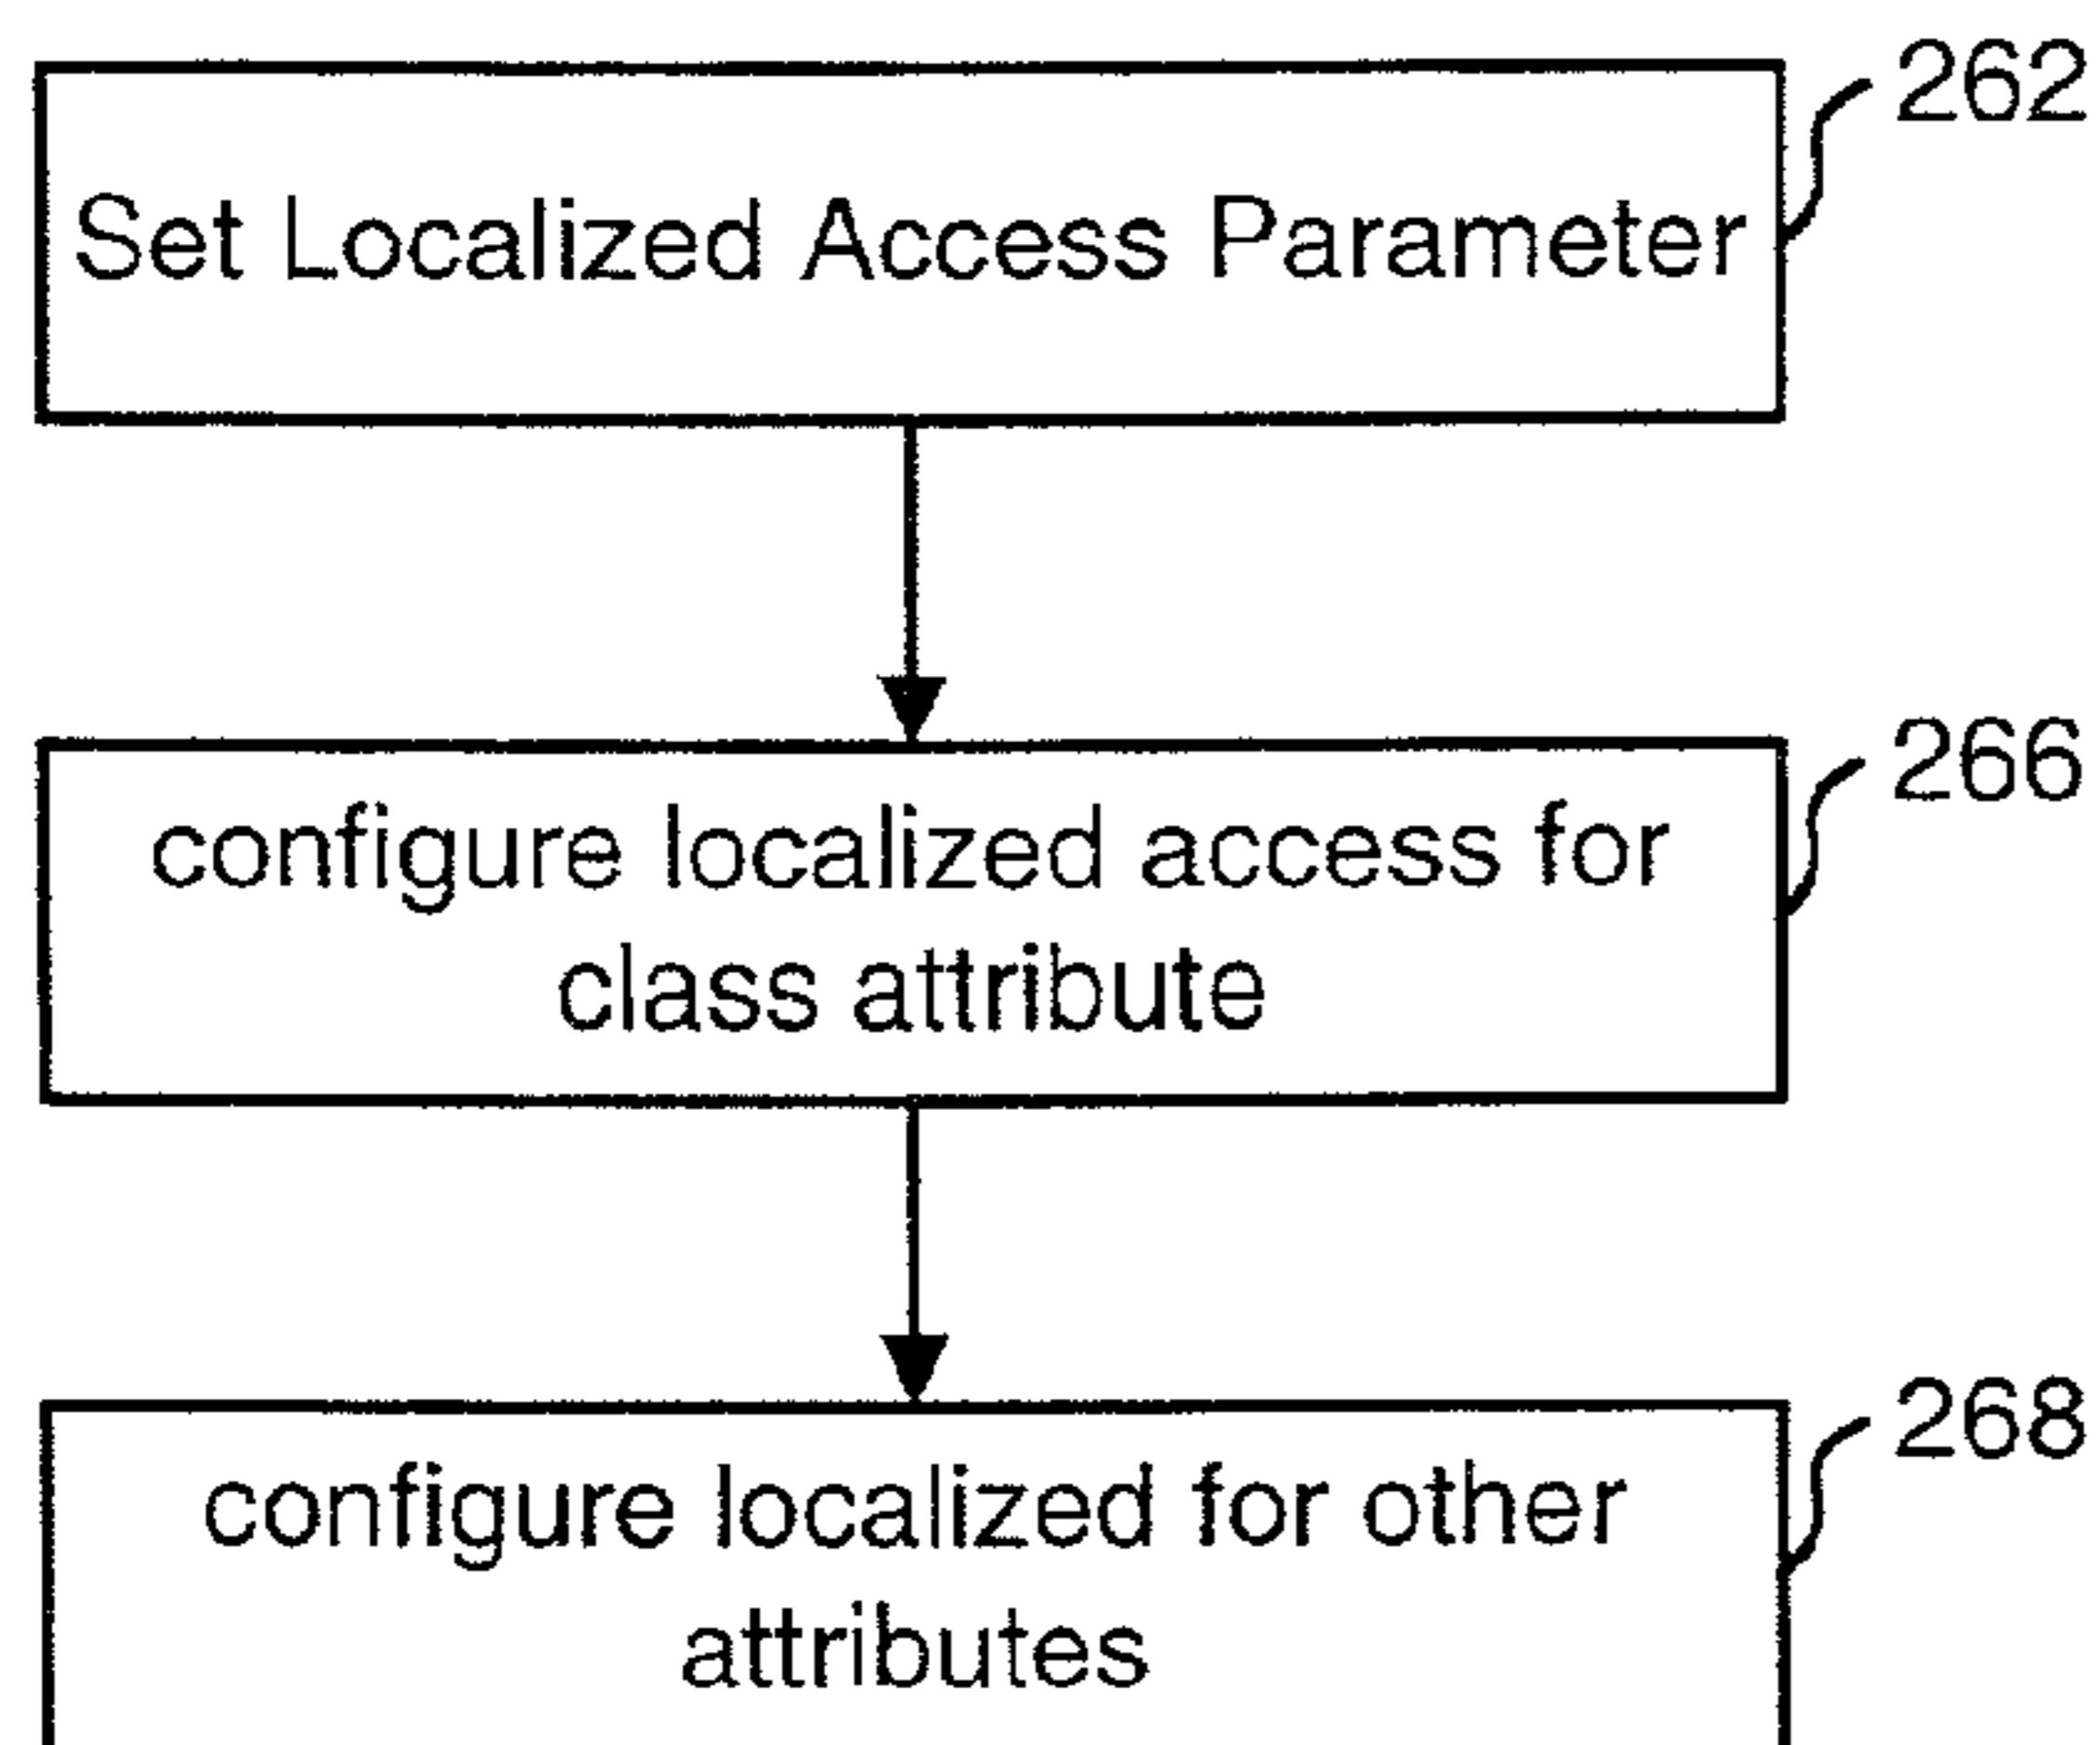 262
Set Localized Access Parameter
266
configure localized access for
class attribute
268
configure localized for other
attributes